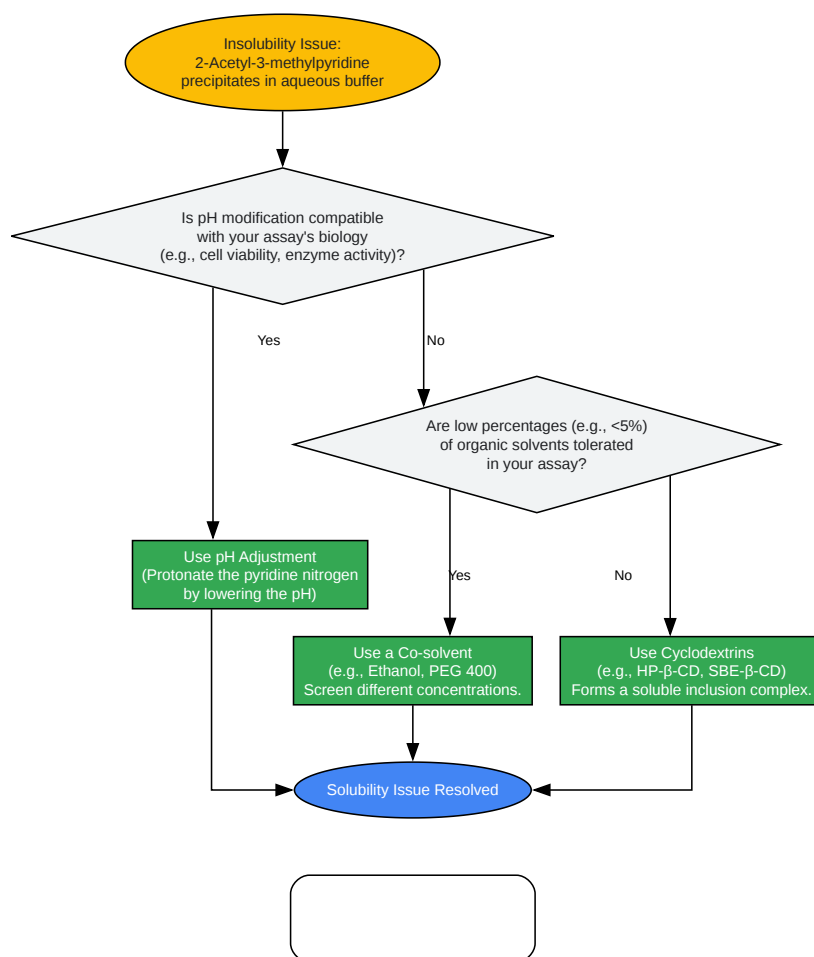 Insolubility Issue:
2-Acetyl-3-methylpyridine
precipitates in aqueous buffer
Is pH modification compatible
with your assay's biology
(e.g., cell viability, enzyme activity)?
Yes
No
Are low percentages (e.g., <5%)
of organic solvents tolerated
in your assay?
Use pH Adjustment
(Protonate the pyridine nitrogen
by lowering the pH)
Yes
No
Use a Co-solvent
(e.g., Ethanol, PEG 400)
Screen different concentrations.
Use Cyclodextrins
(e.g., HP-β-CD, SBE-β-CD)
Forms a soluble inclusion complex.
Solubility Issue Resolved